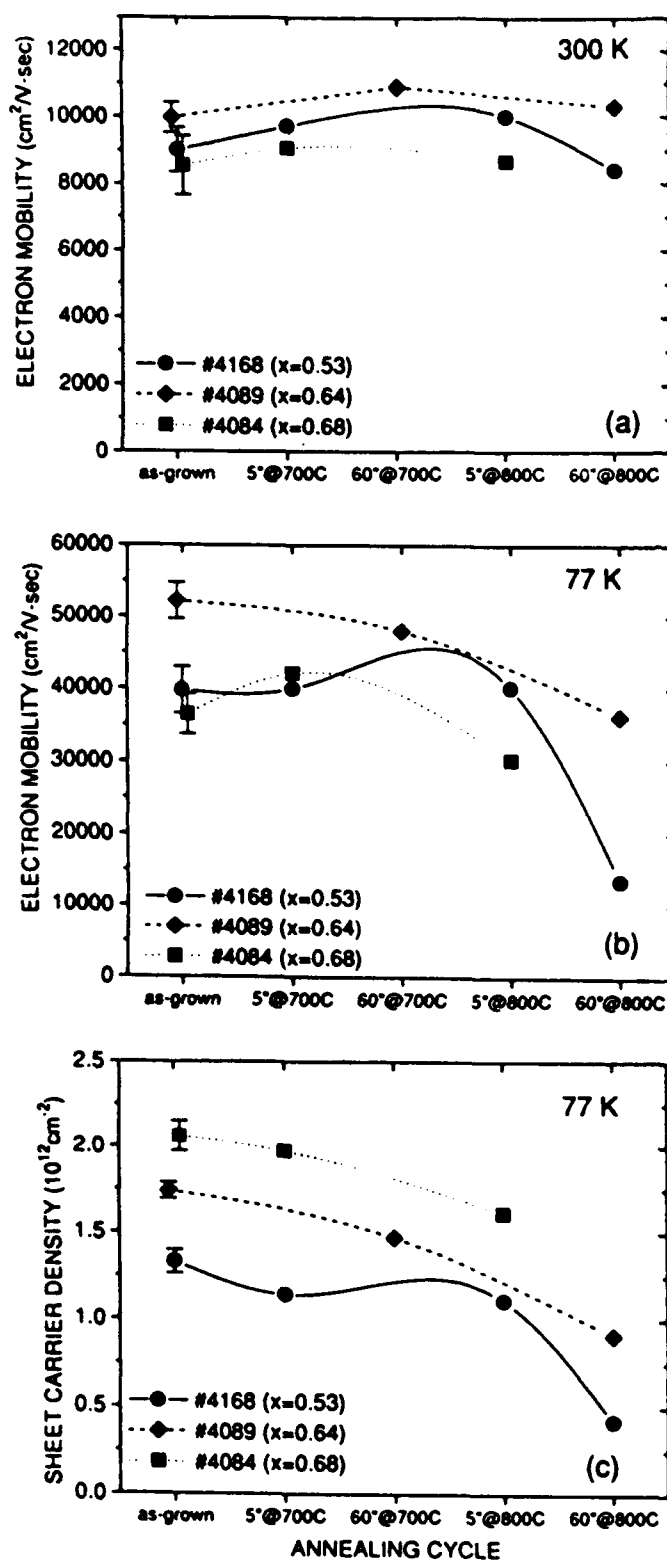 300 K
ELECTRON MOBILITY (cm²/V·sec)
12000
10000
8000
6000
4000
2000
0
#4168 (x=0.53)
#4089 (x=0.64)
#4084 (x=0.68)
(a)
as-grown 5"@700C 60"@700C 5"@800C 60"@800C
77 K
ELECTRON MOBILITY (cm²/V·sec)
60000
50000
40000
30000
20000
10000
0
#4168 (x=0.53)
#4089 (x=0.64)
#4084 (x=0.68)
(b)
as-grown 5"@700C 60"@700C 5"@800C 60"@800C
77 K
SHEET CARRIER DENSITY (10¹²cm⁻²)
2.5
2.0
1.5
1.0
0.5
0.0
#4168 (x=0.53)
#4089 (x=0.64)
#4084 (x=0.68)
(c)
as-grown 5"@700C 60"@700C 5"@800C 60"@800C
ANNEALING CYCLE